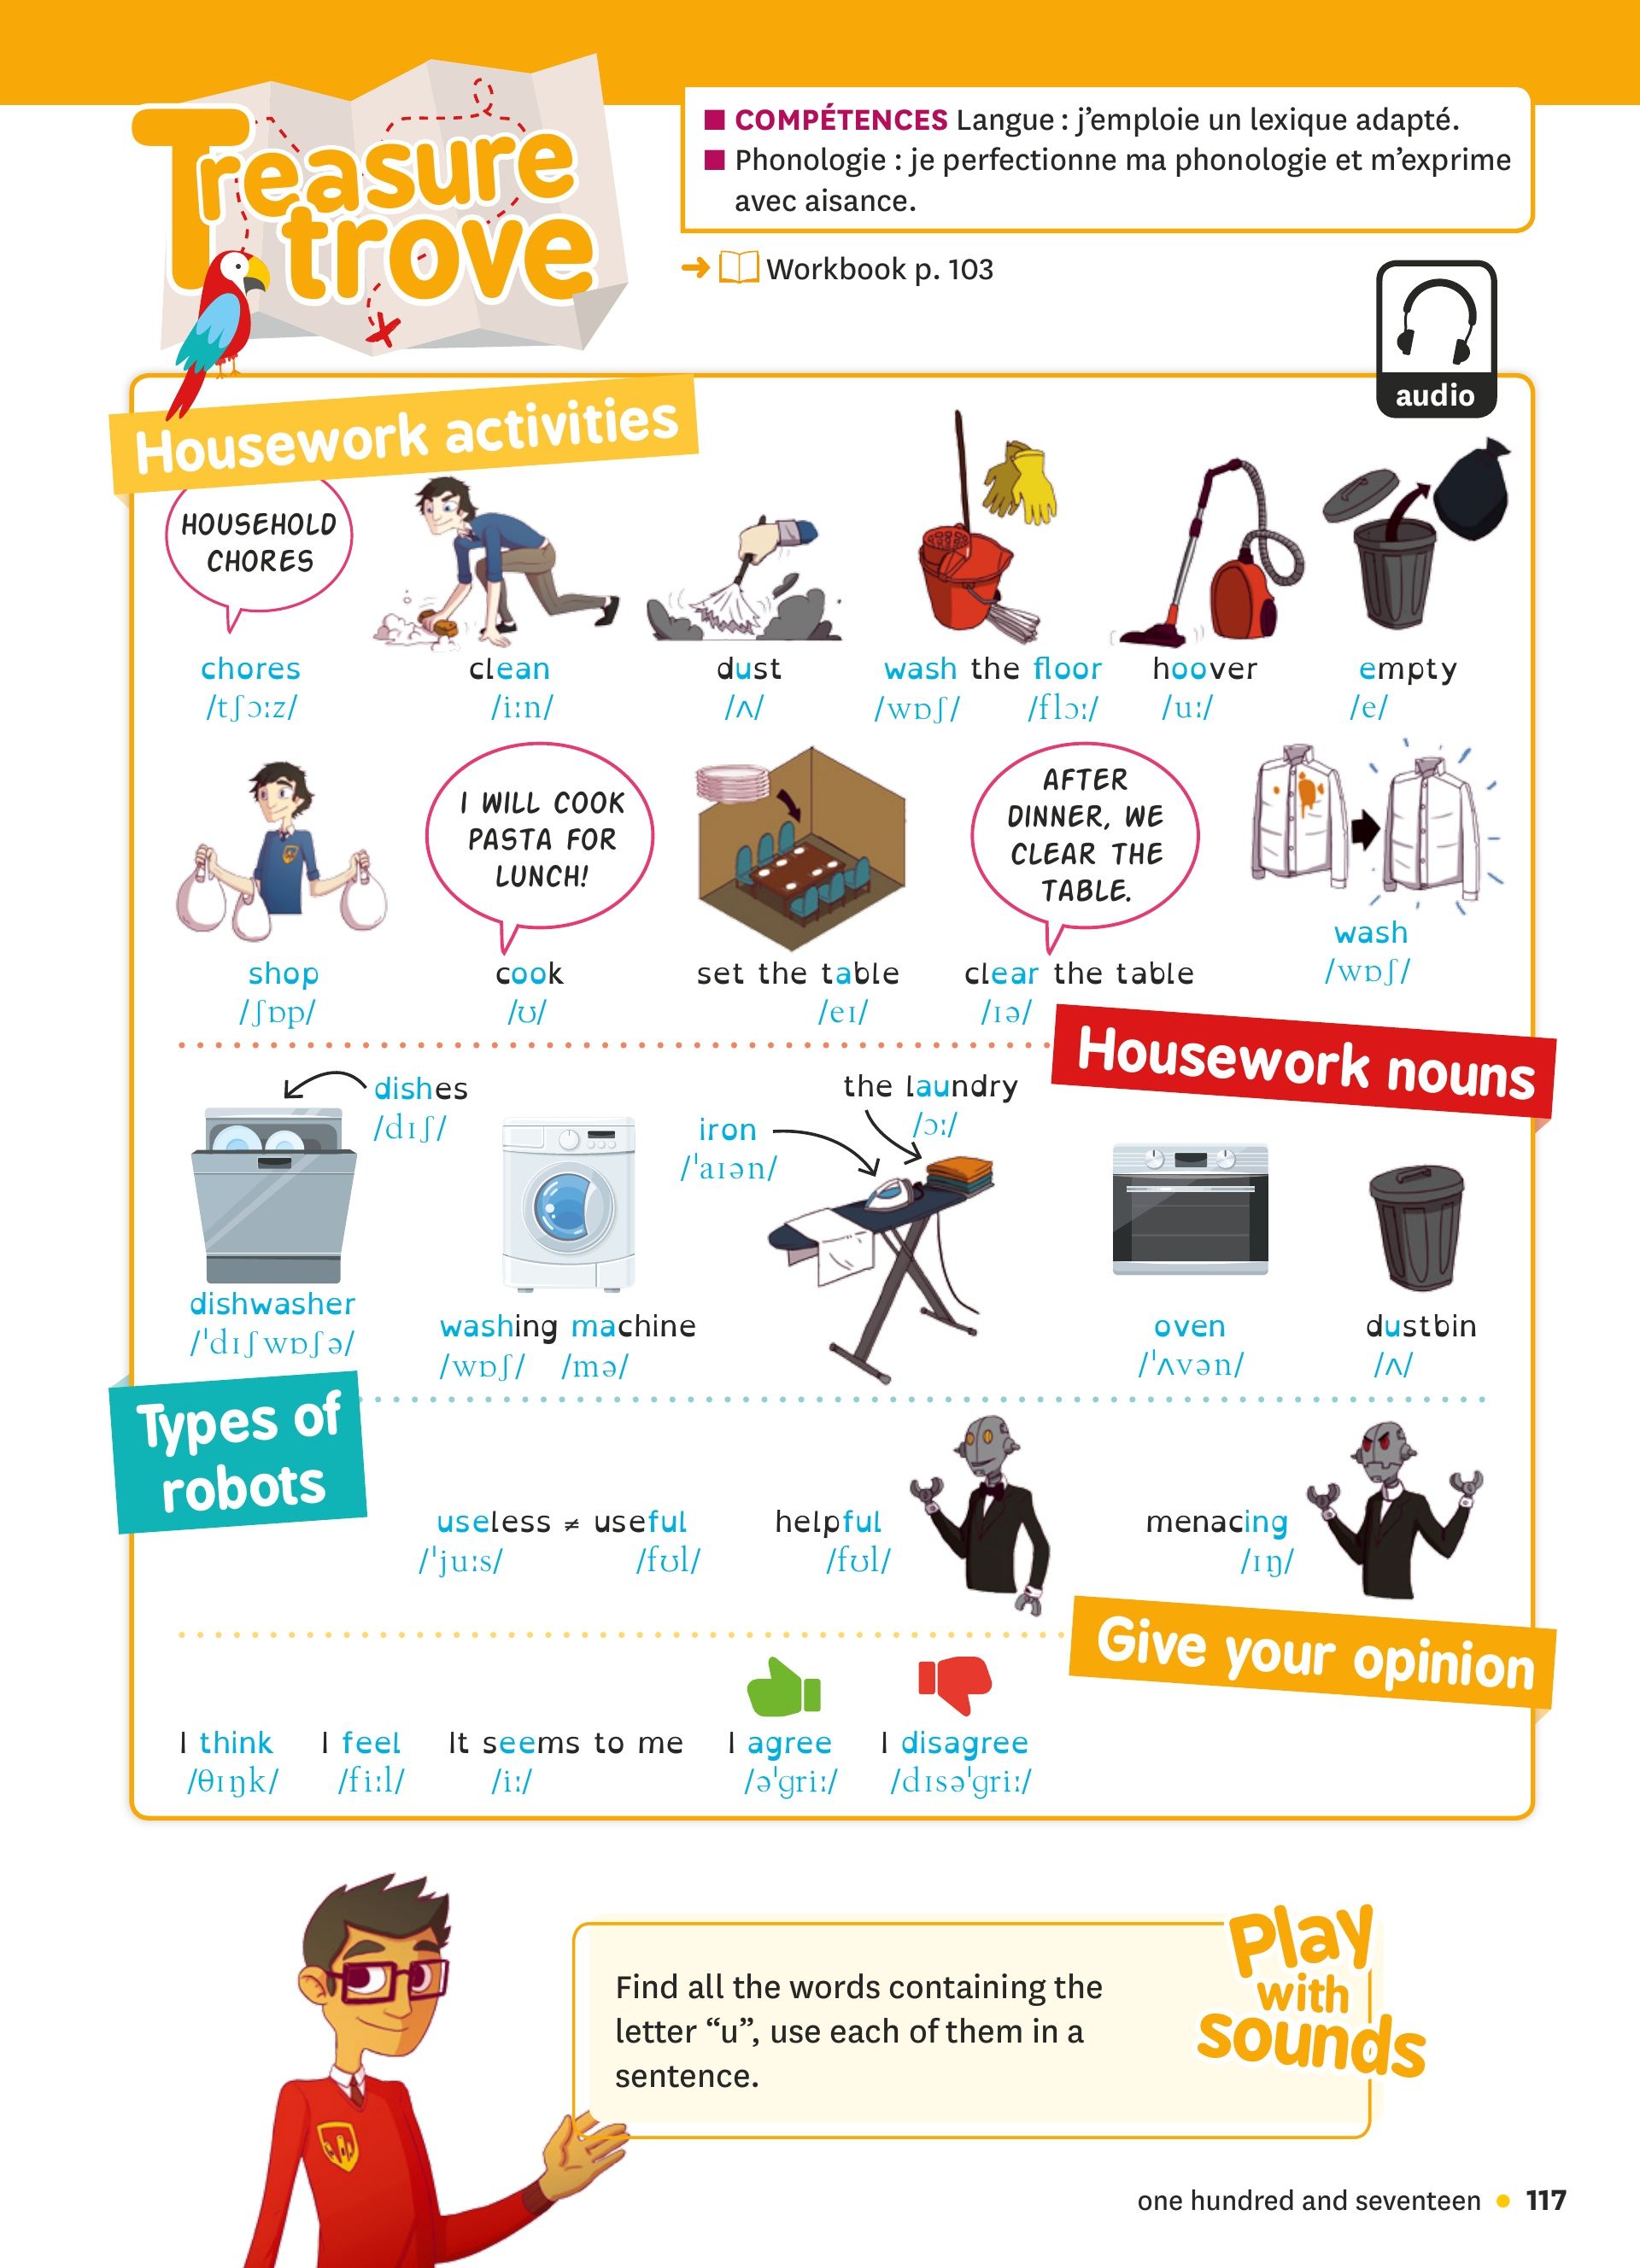 Treasure
trove
■ COMPÉTENCES Langue : j’emploie un lexique adapté.
■ Phonologie : je perfectionne ma phonologie et m’exprime
avec aisance.
➜ Workbook p. 103
audio
Housework activities
HOUSEHOLD
CHORES
chores
/tʃɔːz/
clean
/iːn/
dust
/ʌ/
wash the floor
/wɒʃ/ /flɔː/
hoover
/uː/
empty
/e/
shop
/ʃɒp/
I WILL COOK
PASTA FOR
LUNCH!
cook
/ʊ/
set the table
/eɪ/
AFTER
DINNER, WE
CLEAR THE
TABLE.
clear the table
/ɪə/
wash
/wɒʃ/
Housework nouns
dishes
/dɪʃ/
dishwasher
/ˈdɪʃwɒʃə/
washing machine
/wɒʃ/ /mə/
iron
/ˈaɪən/
the laundry
/ɔː/
oven
/ˈʌvən/
dustbin
/ʌ/
Types of
robots
useless ≠ useful
/ˈjuːs/ /fʊl/
helpful
/fʊl/
menacing
/ɪŋ/
Give your opinion
I think
/θɪŋk/
I feel
/fiːl/
It seems to me
/iː/
I agree
/əˈgriː/
I disagree
/dɪsəˈgriː/
Play
with
sounds
Find all the words containing the
letter “u”, use each of them in a
sentence.
one hundred and seventeen • 117